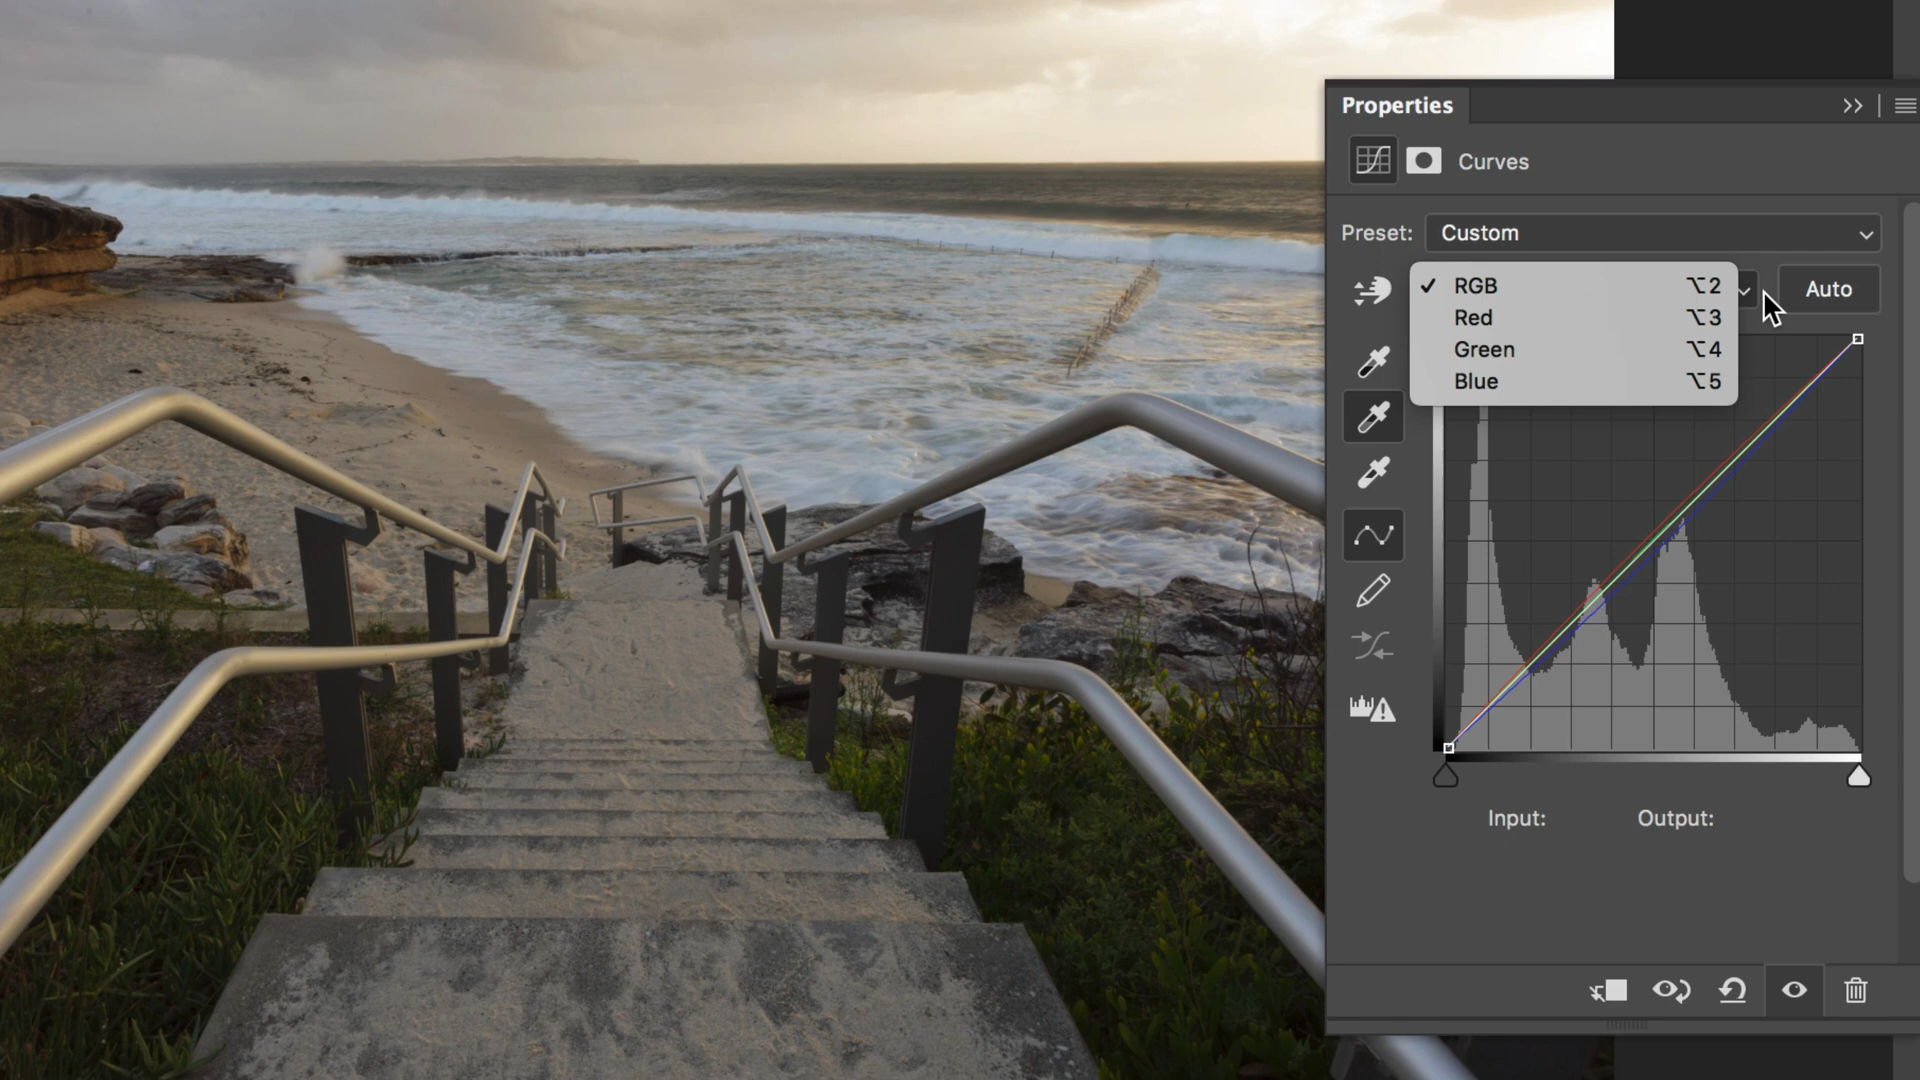 Properties
Curves
Preset: Custom
✓ RGB ⌥2
Red ⌥3
Green ⌥4
Blue ⌥5
Auto
Input: Output: